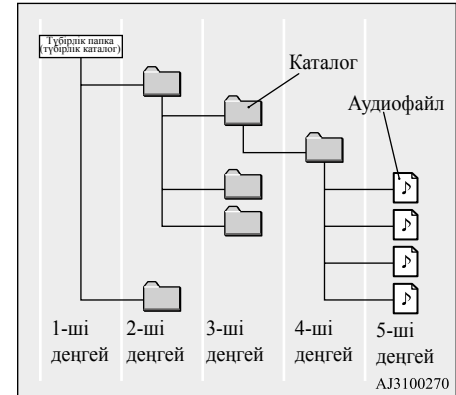 Түбірлік папка
(түбірлік каталог)
Каталог
Аудиофайл
1-ші
деңгей
2-ші
деңгей
3-ші
деңгей
4-ші
деңгей
5-ші
деңгей
AJ3100270